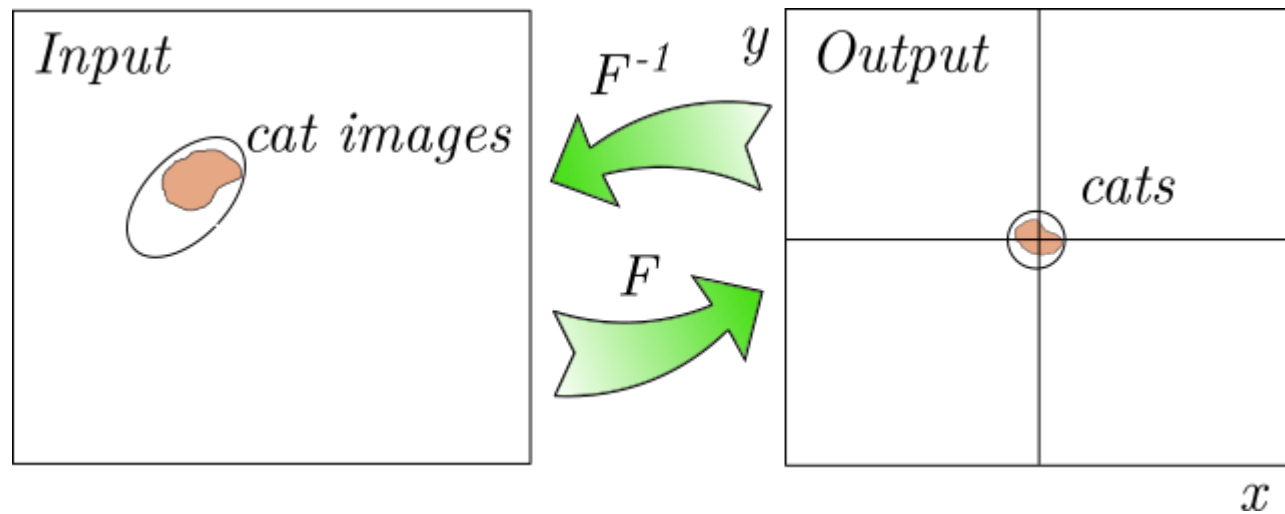 Input
cat images
F⁻¹
F
y
Output
cats
x